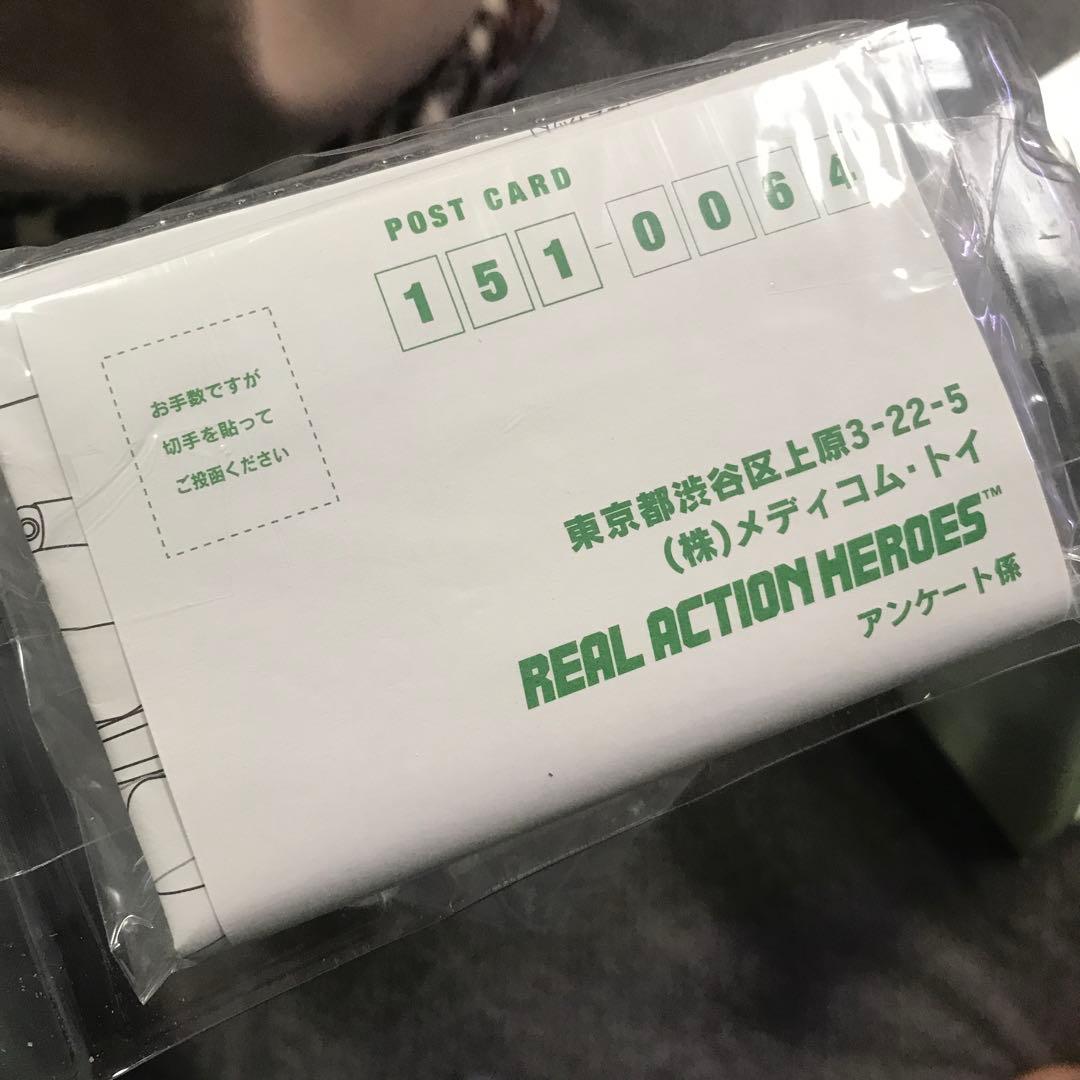 POST CARD
151-0064
お手数ですが
切手を貼って
ご投函ください
東京都渋谷区上原3-22-5
(株)メディコム・トイ
REAL ACTION HEROES™
アンケート係